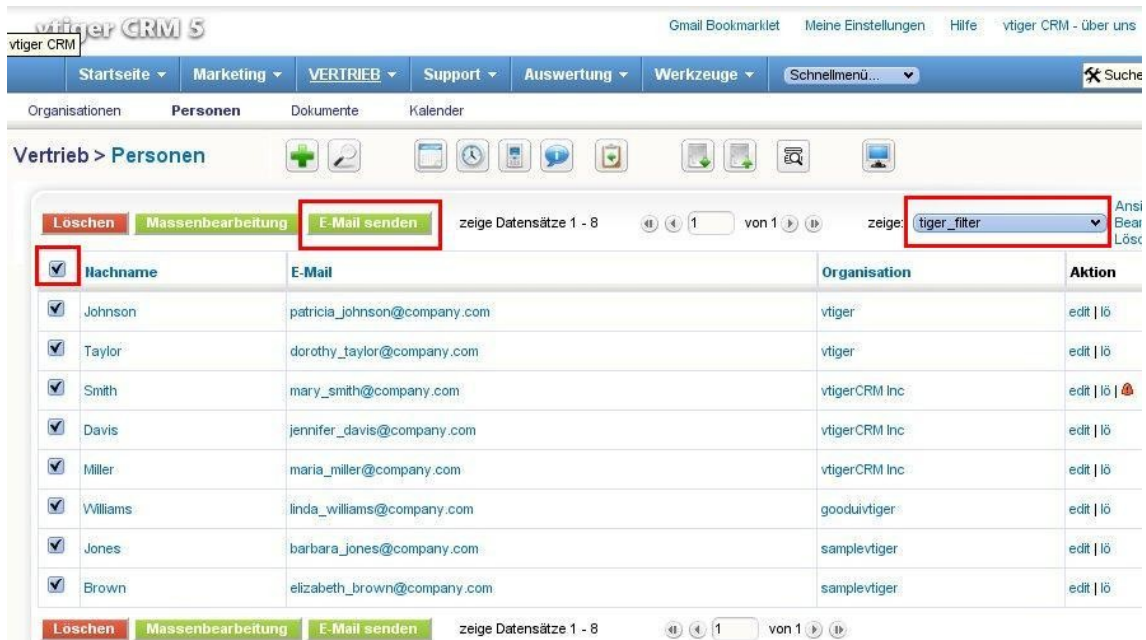 vtiger CRM 5
Gmail Bookmarklet Meine Einstellungen Hilfe vtiger CRM - über uns
vtiger CRM
Startseite Marketing VERTRIEB Support Auswertung Werkzeuge Schnellmenü... Suche
Organisationen Personen Dokumente Kalender
Vertrieb > Personen
Löschen Massenbearbeitung E-Mail senden zeige Datensätze 1 - 8 1 von 1 zeige: tiger_filter
Ansi
Bear
Lösc
Nachname E-Mail Organisation Aktion
Johnson patricia_johnson@company.com vtiger edit | lö
Taylor dorothy_taylor@company.com vtiger edit | lö
Smith mary_smith@company.com vtigerCRM Inc edit | lö |
Davis jennifer_davis@company.com vtigerCRM Inc edit | lö
Miller maria_miller@company.com vtigerCRM Inc edit | lö
Williams linda_williams@company.com gooduivtiger edit | lö
Jones barbara_jones@company.com samplevtiger edit | lö
Brown elizabeth_brown@company.com samplevtiger edit | lö
Löschen Massenbearbeitung E-Mail senden zeige Datensätze 1 - 8 1 von 1